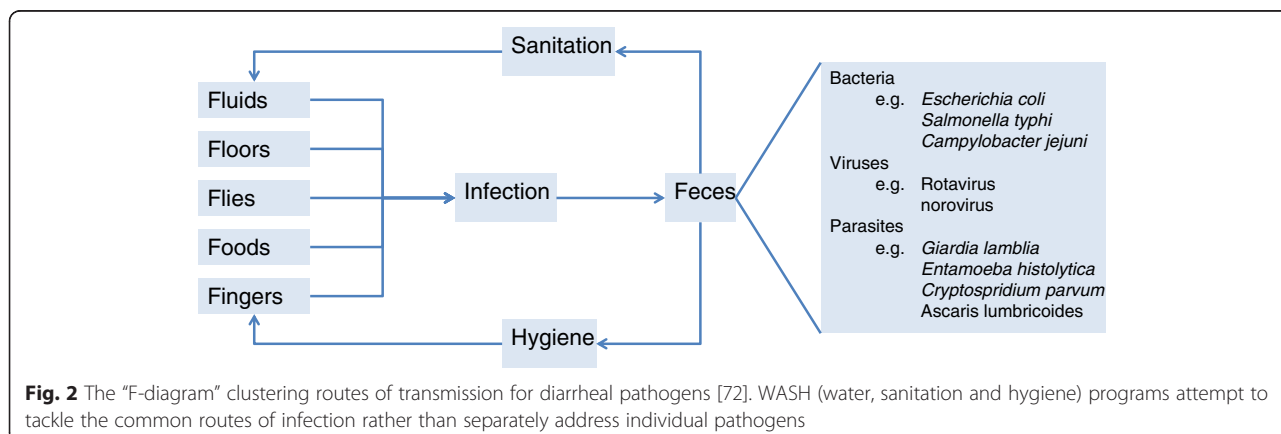 Sanitation
Fluids
Floors
Flies
Foods
Fingers
Infection
Feces
Hygiene
Bacteria
e.g. Escherichia coli
Salmonella typhi
Campylobacter jejuni
Viruses
e.g. Rotavirus
norovirus
Parasites
e.g. Giardia lamblia
Entamoeba histolytica
Cryptospridium parvum
Ascaris lumbricoides
Fig. 2 The “F-diagram” clustering routes of transmission for diarrheal pathogens [72]. WASH (water, sanitation and hygiene) programs attempt to
tackle the common routes of infection rather than separately address individual pathogens